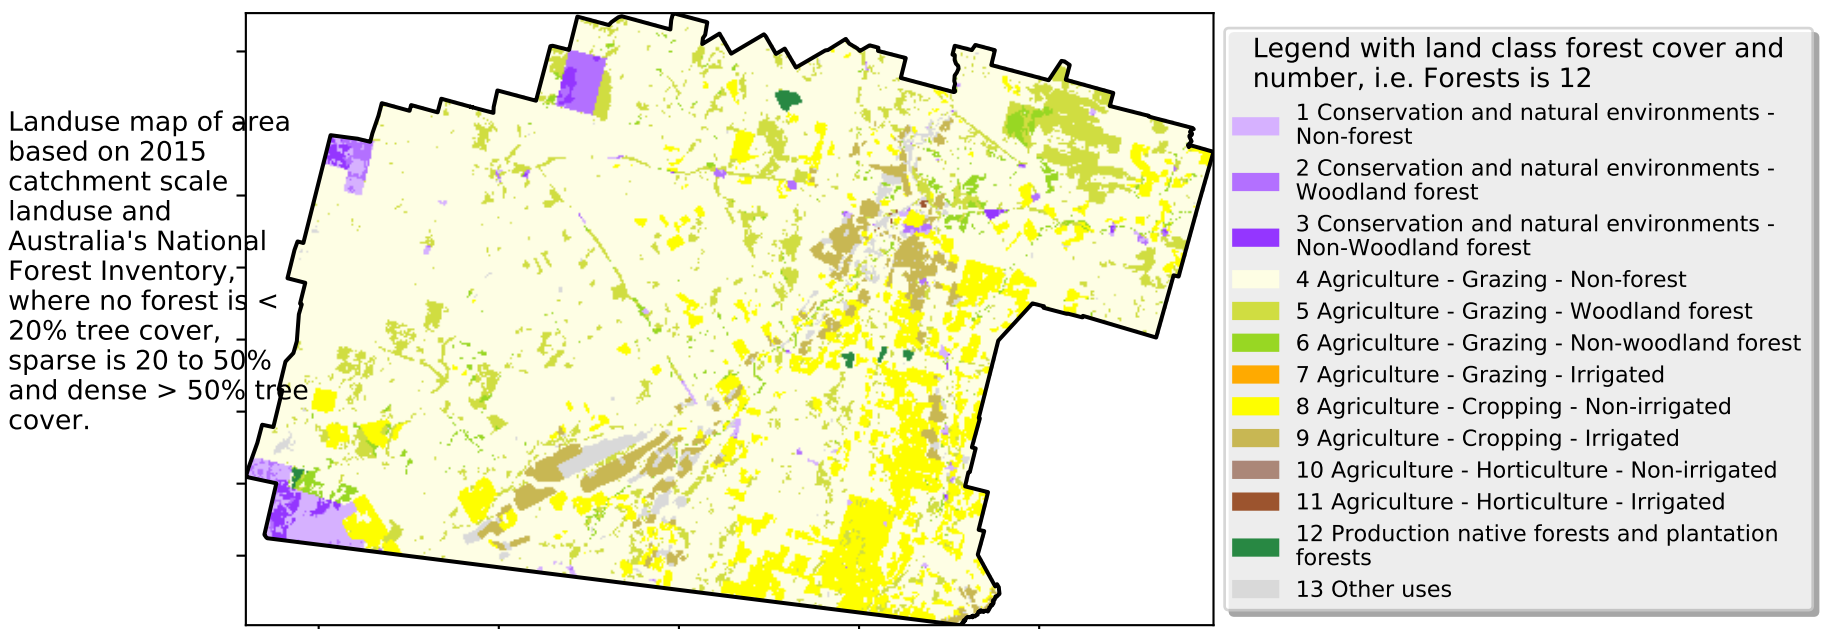 Landuse map of area
based on 2015
catchment scale
landuse and
Australia's National
Forest Inventory,
where no forest is <
20% tree cover,
sparse is 20 to 50%
and dense > 50% tree
cover.
Legend with land class forest cover and
number, i.e. Forests is 12
1 Conservation and natural environments -
Non-forest
2 Conservation and natural environments -
Woodland forest
3 Conservation and natural environments -
Non-Woodland forest
4 Agriculture - Grazing - Non-forest
5 Agriculture - Grazing - Woodland forest
6 Agriculture - Grazing - Non-woodland forest
7 Agriculture - Grazing - Irrigated
8 Agriculture - Cropping - Non-irrigated
9 Agriculture - Cropping - Irrigated
10 Agriculture - Horticulture - Non-irrigated
11 Agriculture - Horticulture - Irrigated
12 Production native forests and plantation
forests
13 Other uses